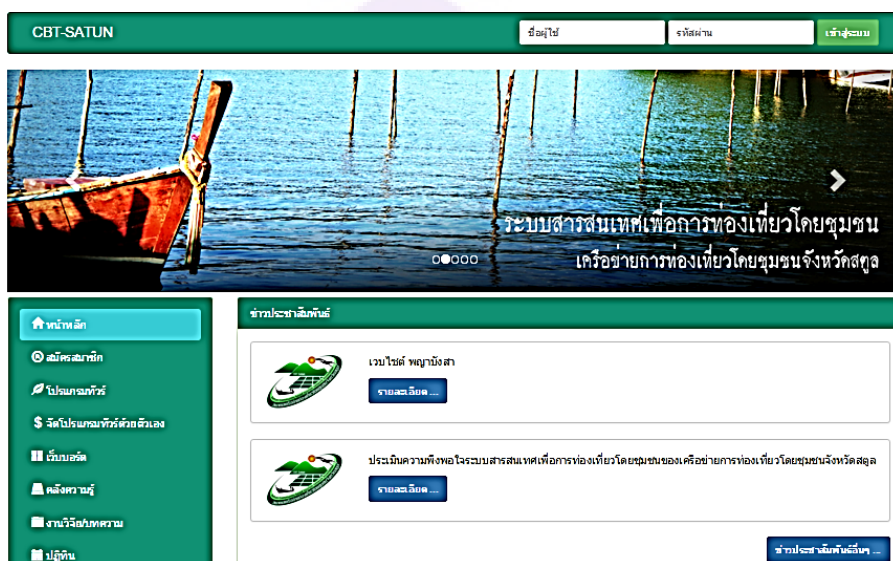 CBT-SATUN
ชื่อผู้ใช้
รหัสผ่าน
เข้าสู่ระบบ
ระบบสารสนเทศเพื่อการท่องเที่ยวโดยชุมชน
เครือข่ายการท่องเที่ยวโดยชุมชนจังหวัดสตูล
หน้าหลัก
สมัครสมาชิก
โปรแกรมทัวร์
จัดโปรแกรมทัวร์ด้วยตัวเอง
เว็บบอร์ด
คลังความรู้
งานวิจัย/บทความ
ปฏิทิน
ข่าวประชาสัมพันธ์
เวบไซต์ พญาบังสา
รายละเอียด ...
ประเมินความพึงพอใจระบบสารสนเทศเพื่อการท่องเที่ยวโดยชุมชนของเครือข่ายการท่องเที่ยวโดยชุมชนจังหวัดสตูล
รายละเอียด ...
ข่าวประชาสัมพันธ์อื่นๆ ...